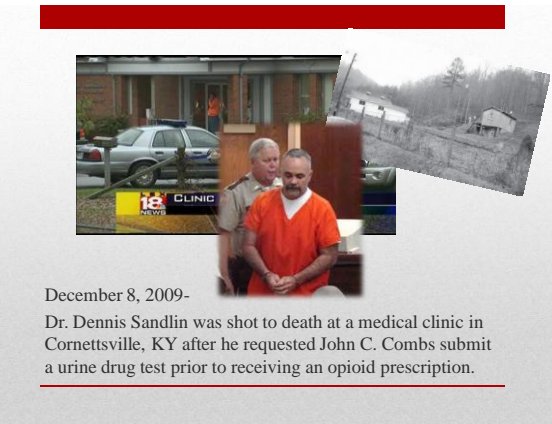 18
NEWS
CLINIC
December 8, 2009-
Dr. Dennis Sandlin was shot to death at a medical clinic in
Cornettsville, KY after he requested John C. Combs submit
a urine drug test prior to receiving an opioid prescription.